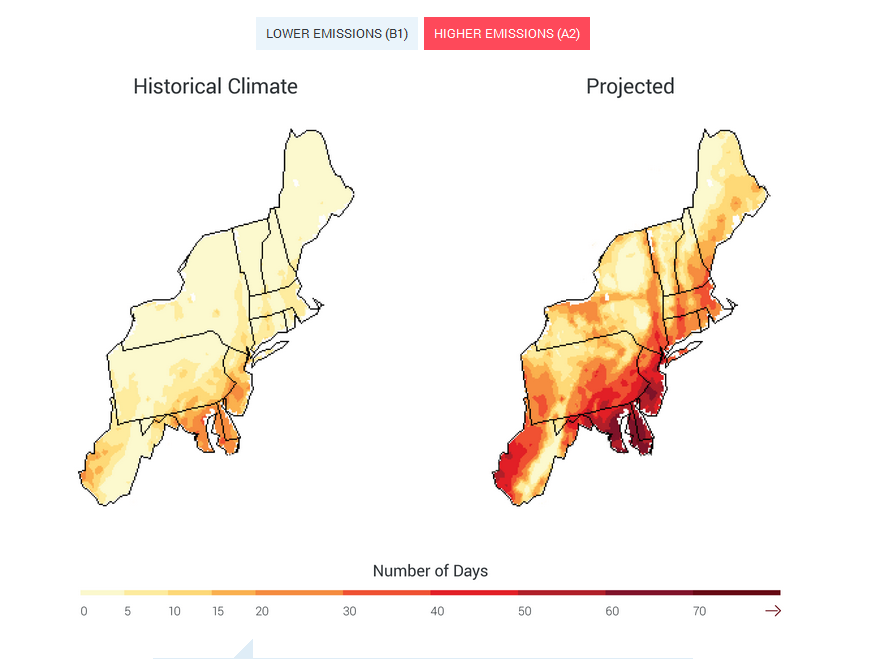 LOWER EMISSIONS (B1) HIGHER EMISSIONS (A2)
Historical Climate Projected
Number of Days
0 5 10 15 20 30 40 50 60 70